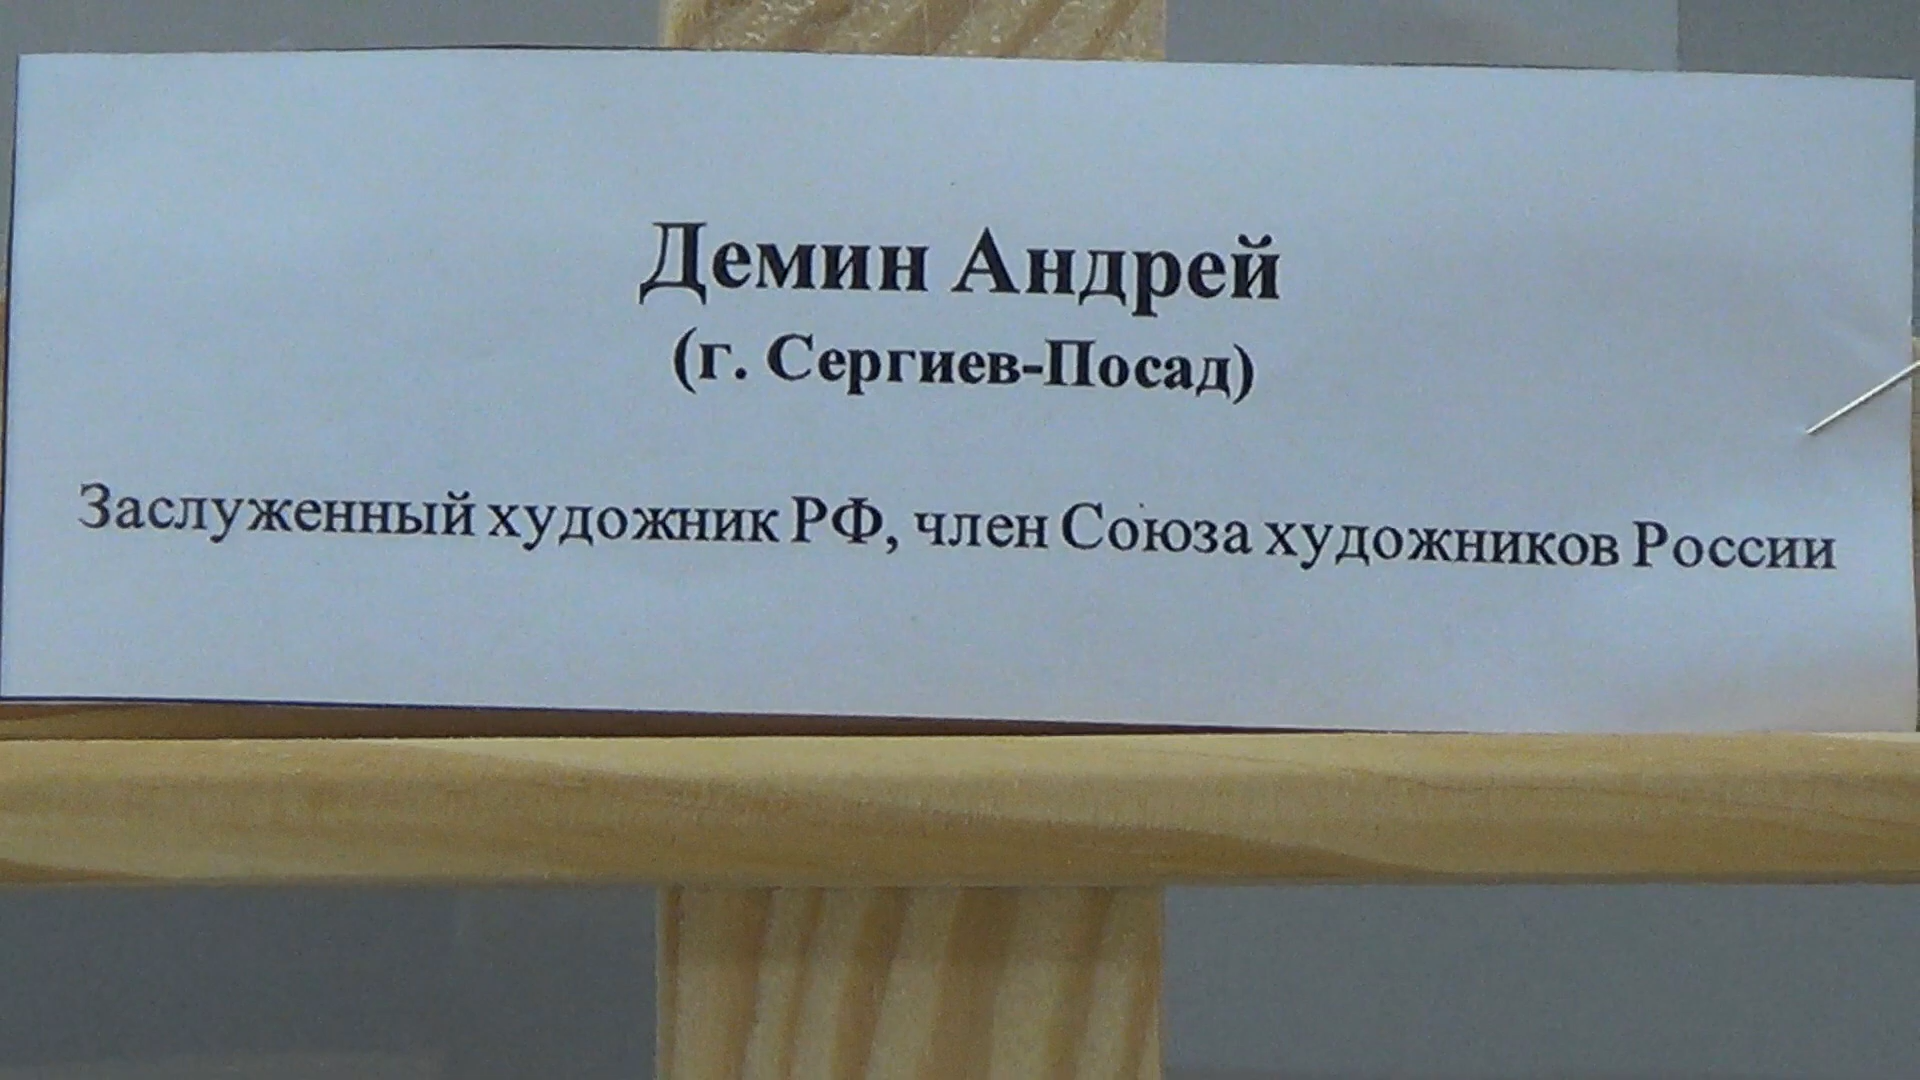 Демин Андрей
(г. Сергиев-Посад)
Заслуженный художник РФ, член Союза художников России